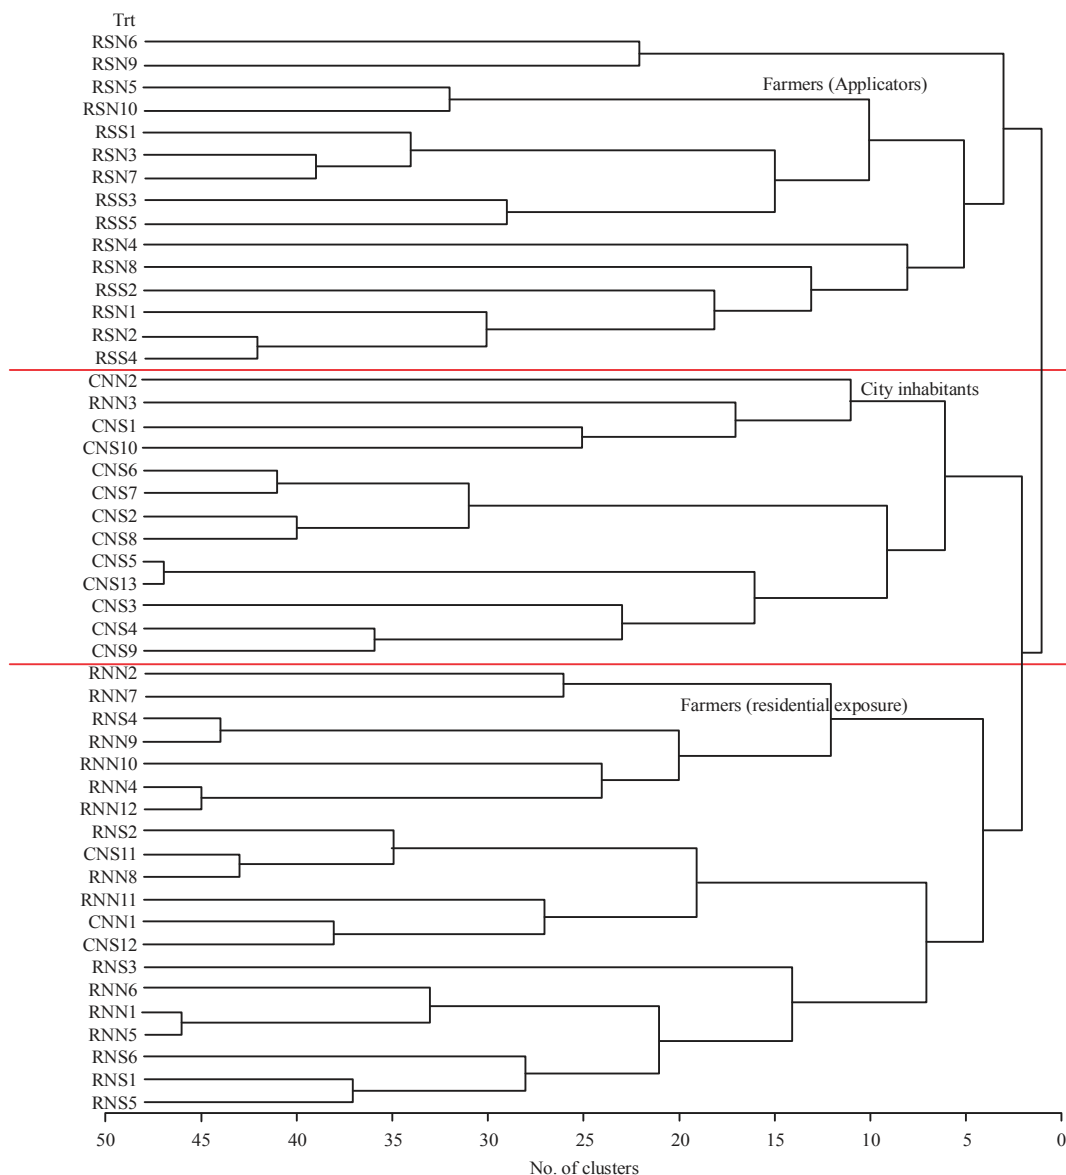 Trt
RSN6
RSN9
RSN5
Farmers (Applicators)
RSN10
RSS1
RSN3
RSN7
RSS3
RSS5
RSN4
RSN8
RSS2
RSN1
RSN2
RSS4
CNN2
City inhabitants
RNN3
CNS1
CNS10
CNS6
CNS7
CNS2
CNS8
CNS5
CNS13
CNS3
CNS4
CNS9
RNN2
RNN7
Farmers (residential exposure)
RNS4
RNN9
RNN10
RNN4
RNN12
RNS2
CNS11
RNN8
RNN11
CNN1
CNS12
RNS3
RNN6
RNN1
RNN5
RNS6
RNS1
RNS5
50 45 40 35 30 25 20 15 10 5 0
No. of clusters